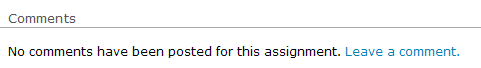 Comments
No comments have been posted for this assignment. Leave a comment.